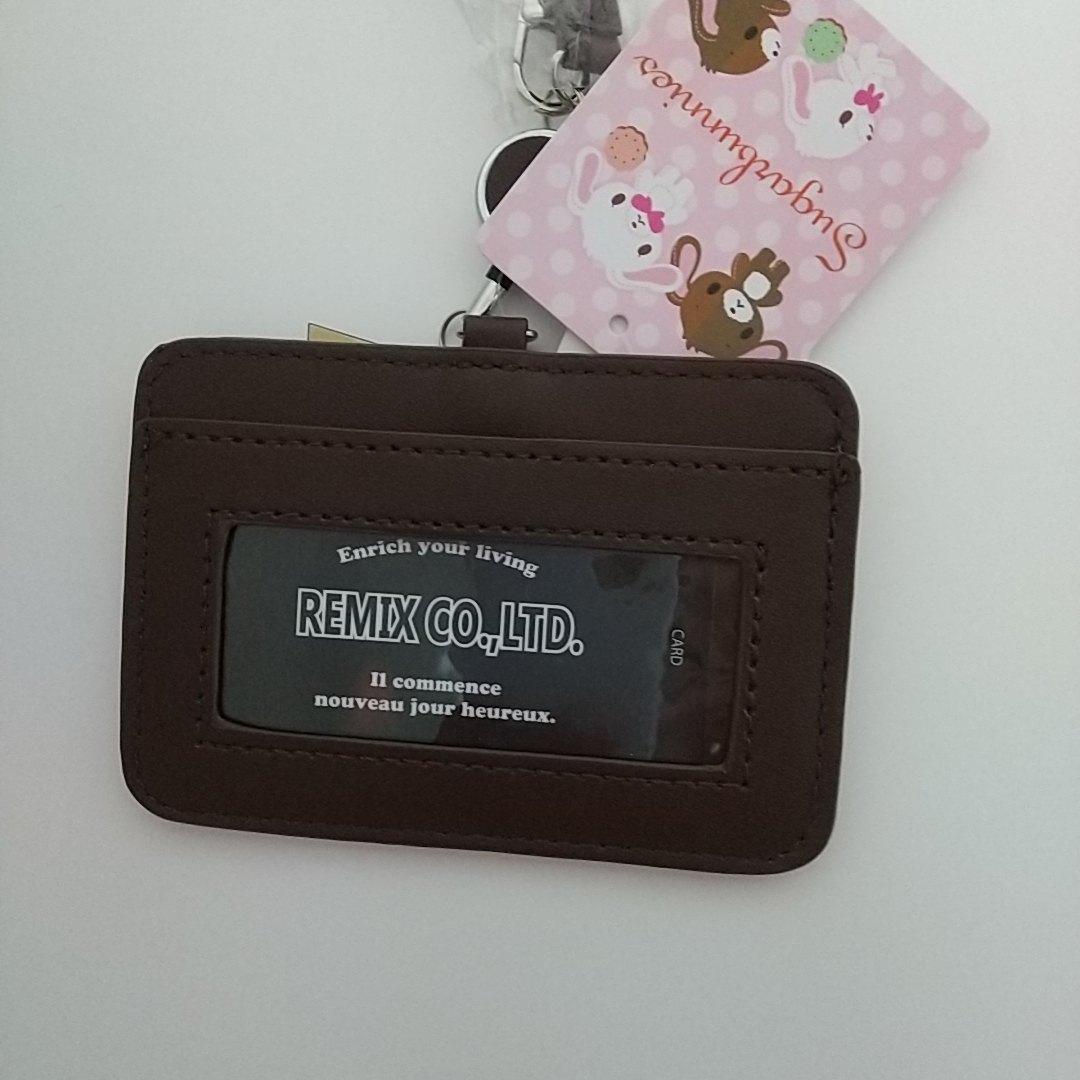 Sugarbunnies
Enrich your living
REMIX CO.,LTD.
Il commence
nouveau jour heureux.
CARD